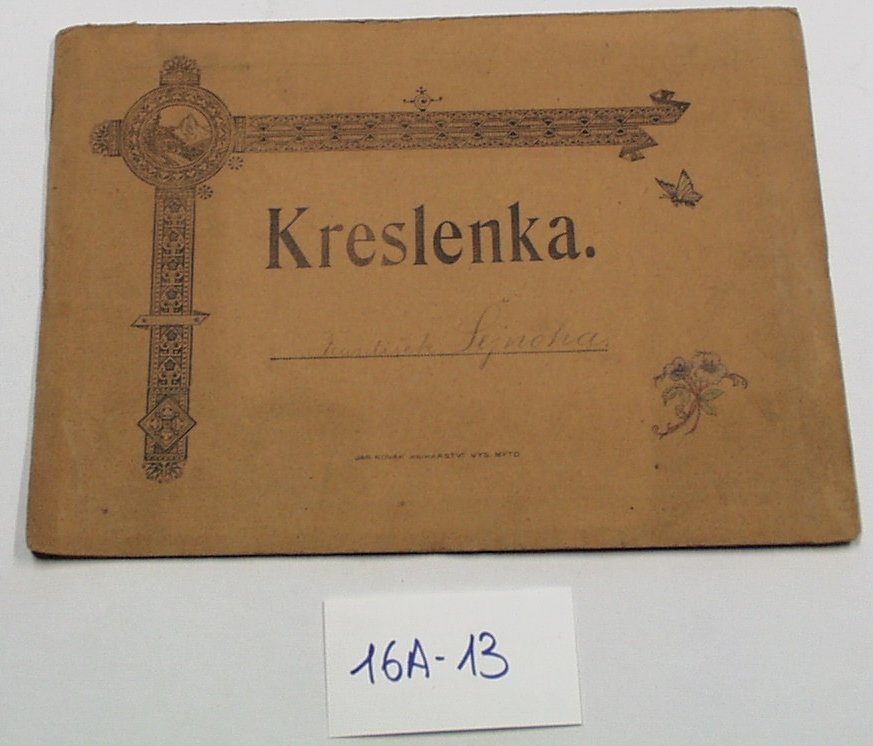 Kreslenka.
František Šejnoha.
JAN NOVÁK KNIHAŘSTVÍ VYS. MÝTO
16A-13